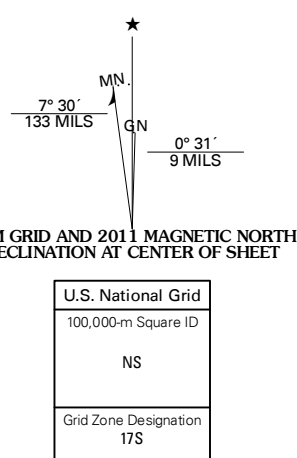 ★
MN.
7° 30´
133 MILS
GN
0° 31´
9 MILS
M GRID AND 2011 MAGNETIC NORTH
ECLINATION AT CENTER OF SHEET
U.S. National Grid
100,000-m Square ID
NS
Grid Zone Designation
17S